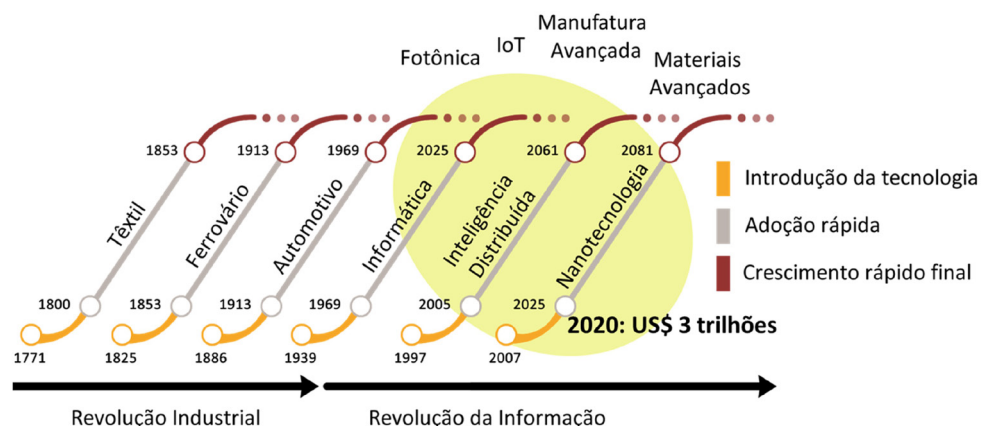 Fotônica
IoT
Manufatura
Avançada
Materiais
Avançados
1853
1913
1969
2025
2061
2081
Têxtil
Ferroviário
Automotivo
Informática
Inteligência
Distribuída
Nanotecnologia
Introdução da tecnologia
Adoção rápida
Crescimento rápido final
1800
1853
1913
1969
2005
2025
2020: US$ 3 trilhões
1771
1825
1886
1939
1997
2007
Revolução Industrial
Revolução da Informação